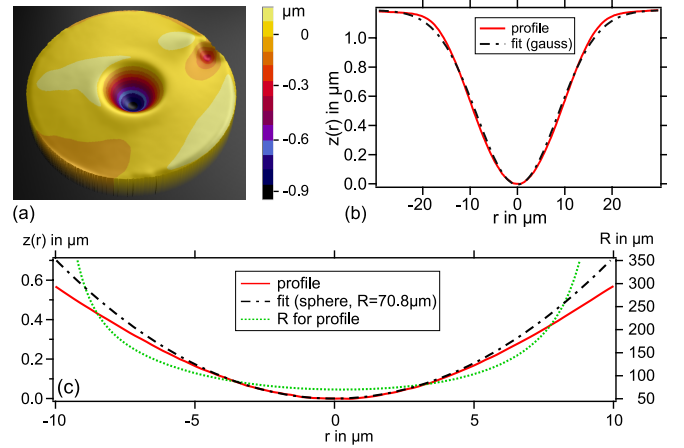 (a)
μm
0
-0.3
-0.6
-0.9
z(r) in μm
1.0
0.8
0.6
0.4
0.2
0.0
profile
fit (gauss)
-20
-10
0
10
20
r in μm
(b)
z(r) in μm
0.6
0.4
0.2
0.0
profile
fit (sphere, R=70.8μm)
R for profile
R in μm
350
300
250
200
150
100
50
(c)
-10
-5
0
5
10
r in μm